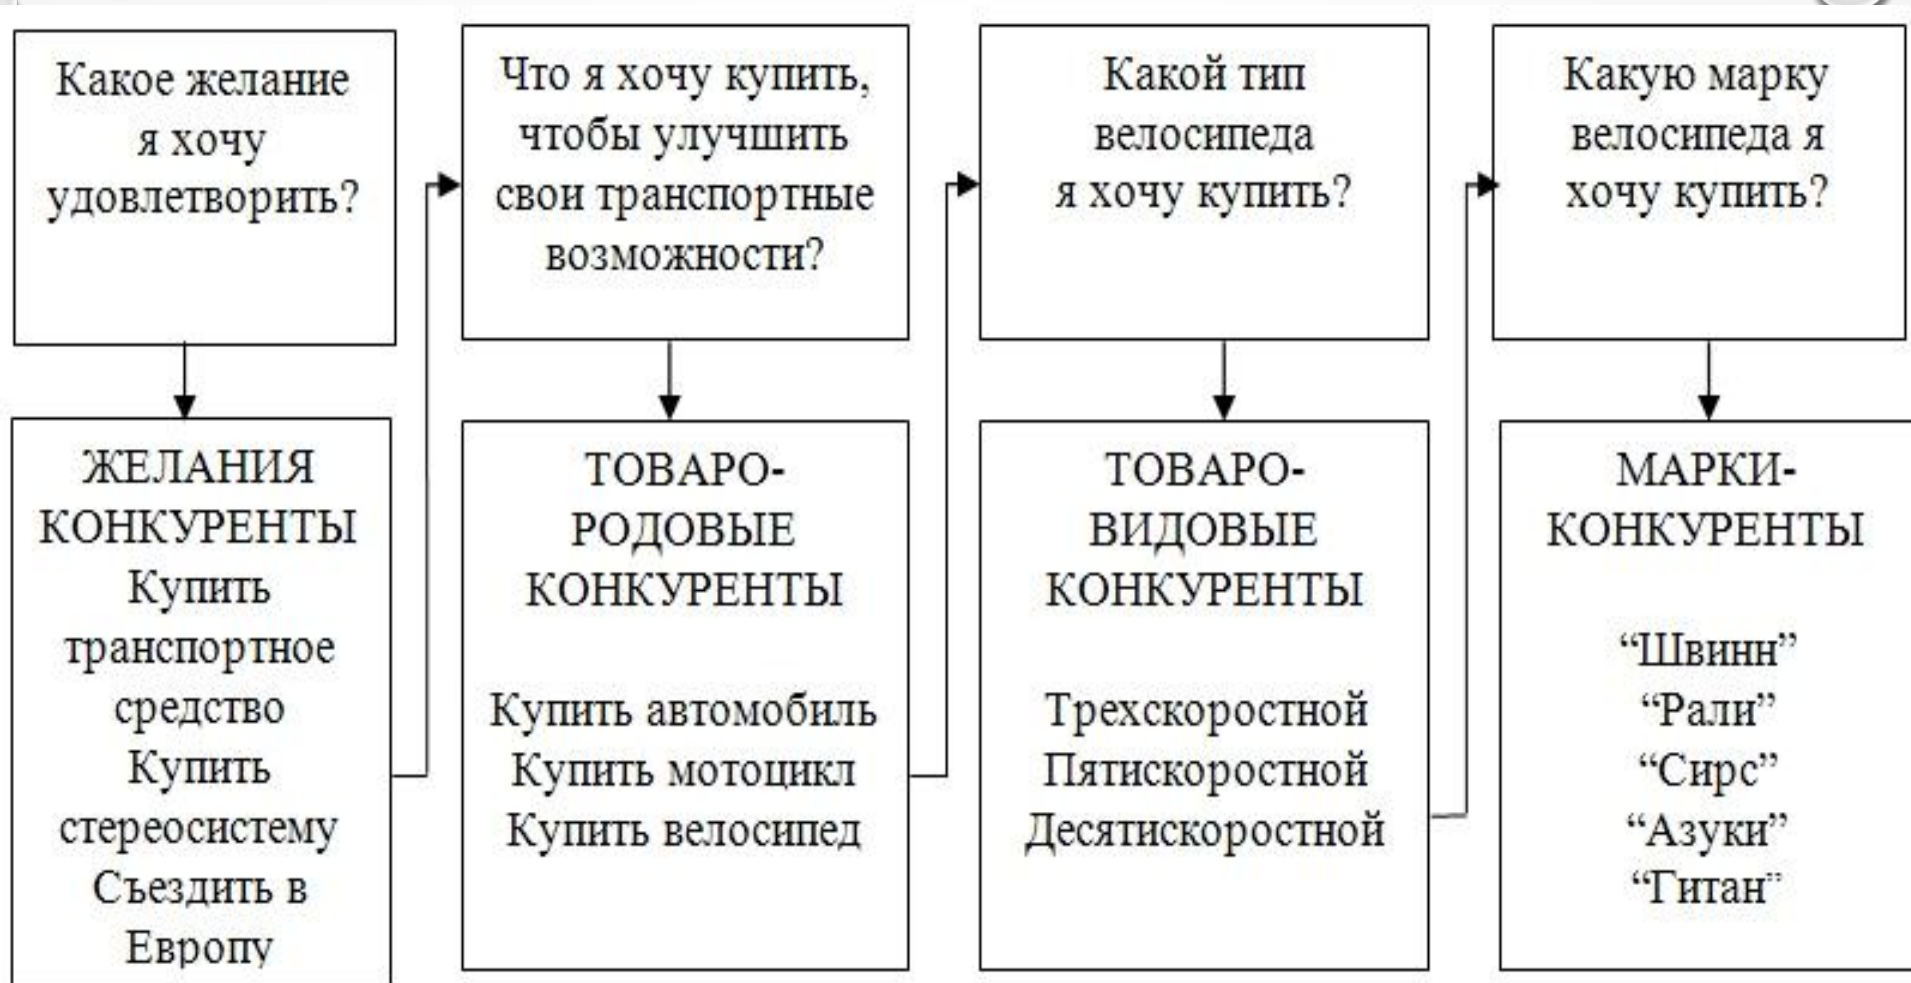 Какое желание
я хочу
удовлетворить?
Что я хочу купить,
чтобы улучшить
свои транспортные
возможности?
Какой тип
велосипеда
я хочу купить?
Какую марку
велосипеда я
хочу купить?
ЖЕЛАНИЯ
КОНКУРЕНТЫ
Купить
транспортное
средство
Купить
стереосистему
Съездить в
Европу
ТОВАРО-
РОДОВЫЕ
КОНКУРЕНТЫ
Купить автомобиль
Купить мотоцикл
Купить велосипед
ТОВАРО-
ВИДОВЫЕ
КОНКУРЕНТЫ
Трехскоростной
Пятискоростной
Десятискоростной
МАРКИ-
КОНКУРЕНТЫ
“Швинн”
“Рали”
“Сирс”
“Азуки”
“Гитан”